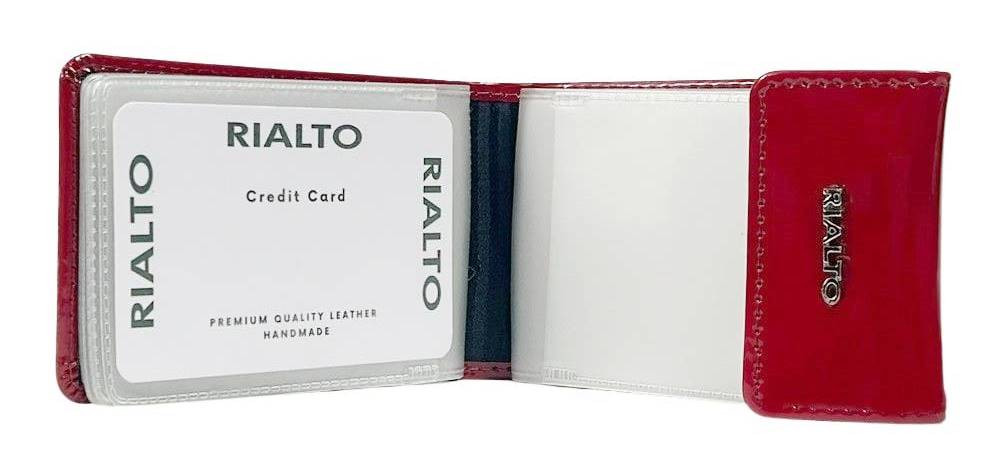 RIALTO
Credit Card
RIALTO
RIALTO
PREMIUM QUALITY LEATHER
HANDMADE
RIALTO